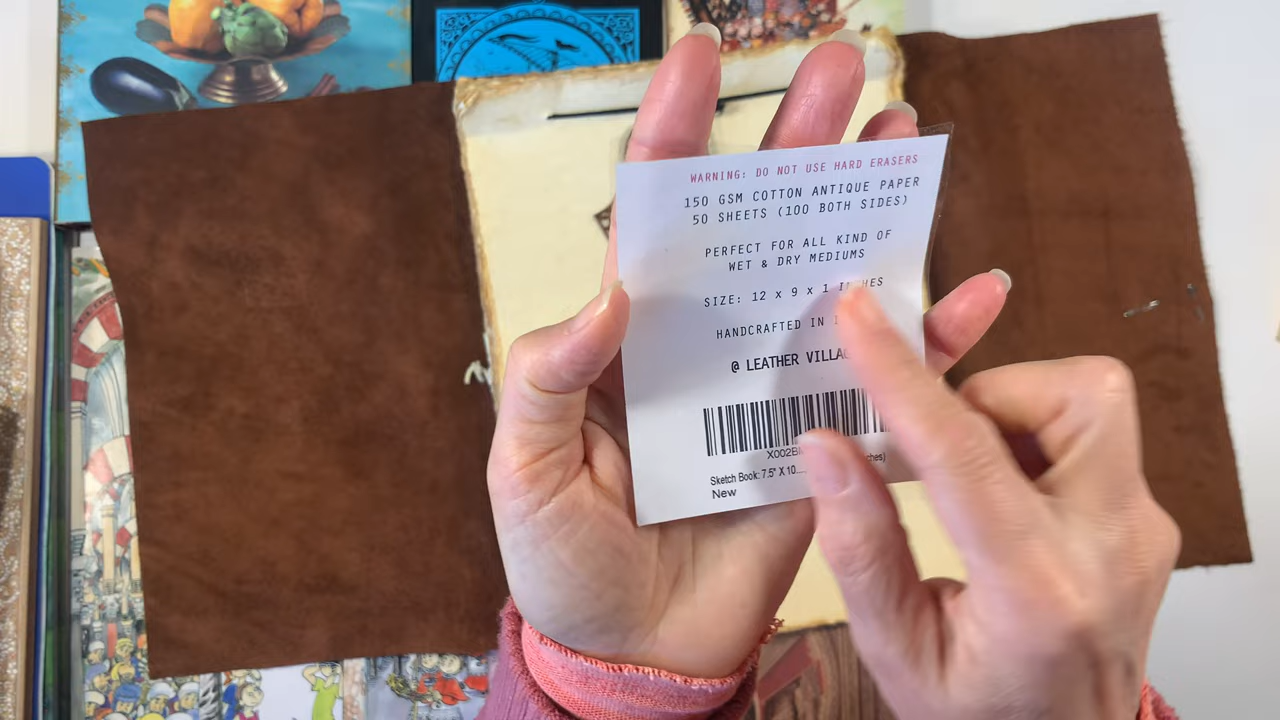 WARNING: DO NOT USE HARD ERASERS
150 GSM COTTON ANTIQUE PAPER
50 SHEETS (100 BOTH SIDES)
PERFECT FOR ALL KIND OF
WET & DRY MEDIUMS
SIZE: 12 x 9 x 1 INCHES
HANDCRAFTED IN
@ LEATHER
Sketch Book: 7.5" X 10....
New